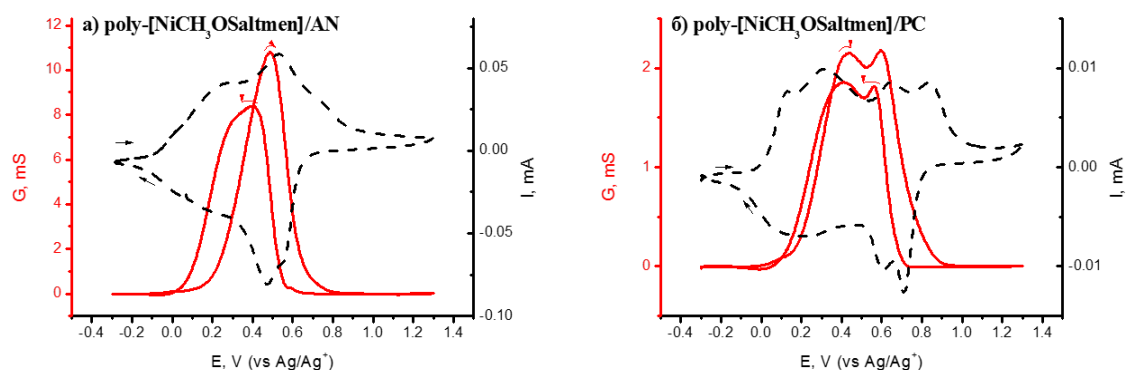 а) poly-[NiCH₃OSaltmen]/AN
12
10
8
6
4
2
0
G, mS
0.05
0.00
-0.05
-0.10
I, mA
-0.4 -0.2 0.0 0.2 0.4 0.6 0.8 1.0 1.2 1.4
E, V (vs Ag/Ag⁺)
б) poly-[NiCH₃OSaltmen]/PC
2
1
0
G, mS
0.01
0.00
-0.01
I, mA
-0.4 -0.2 0.0 0.2 0.4 0.6 0.8 1.0 1.2 1.4
E, V (vs Ag/Ag⁺)